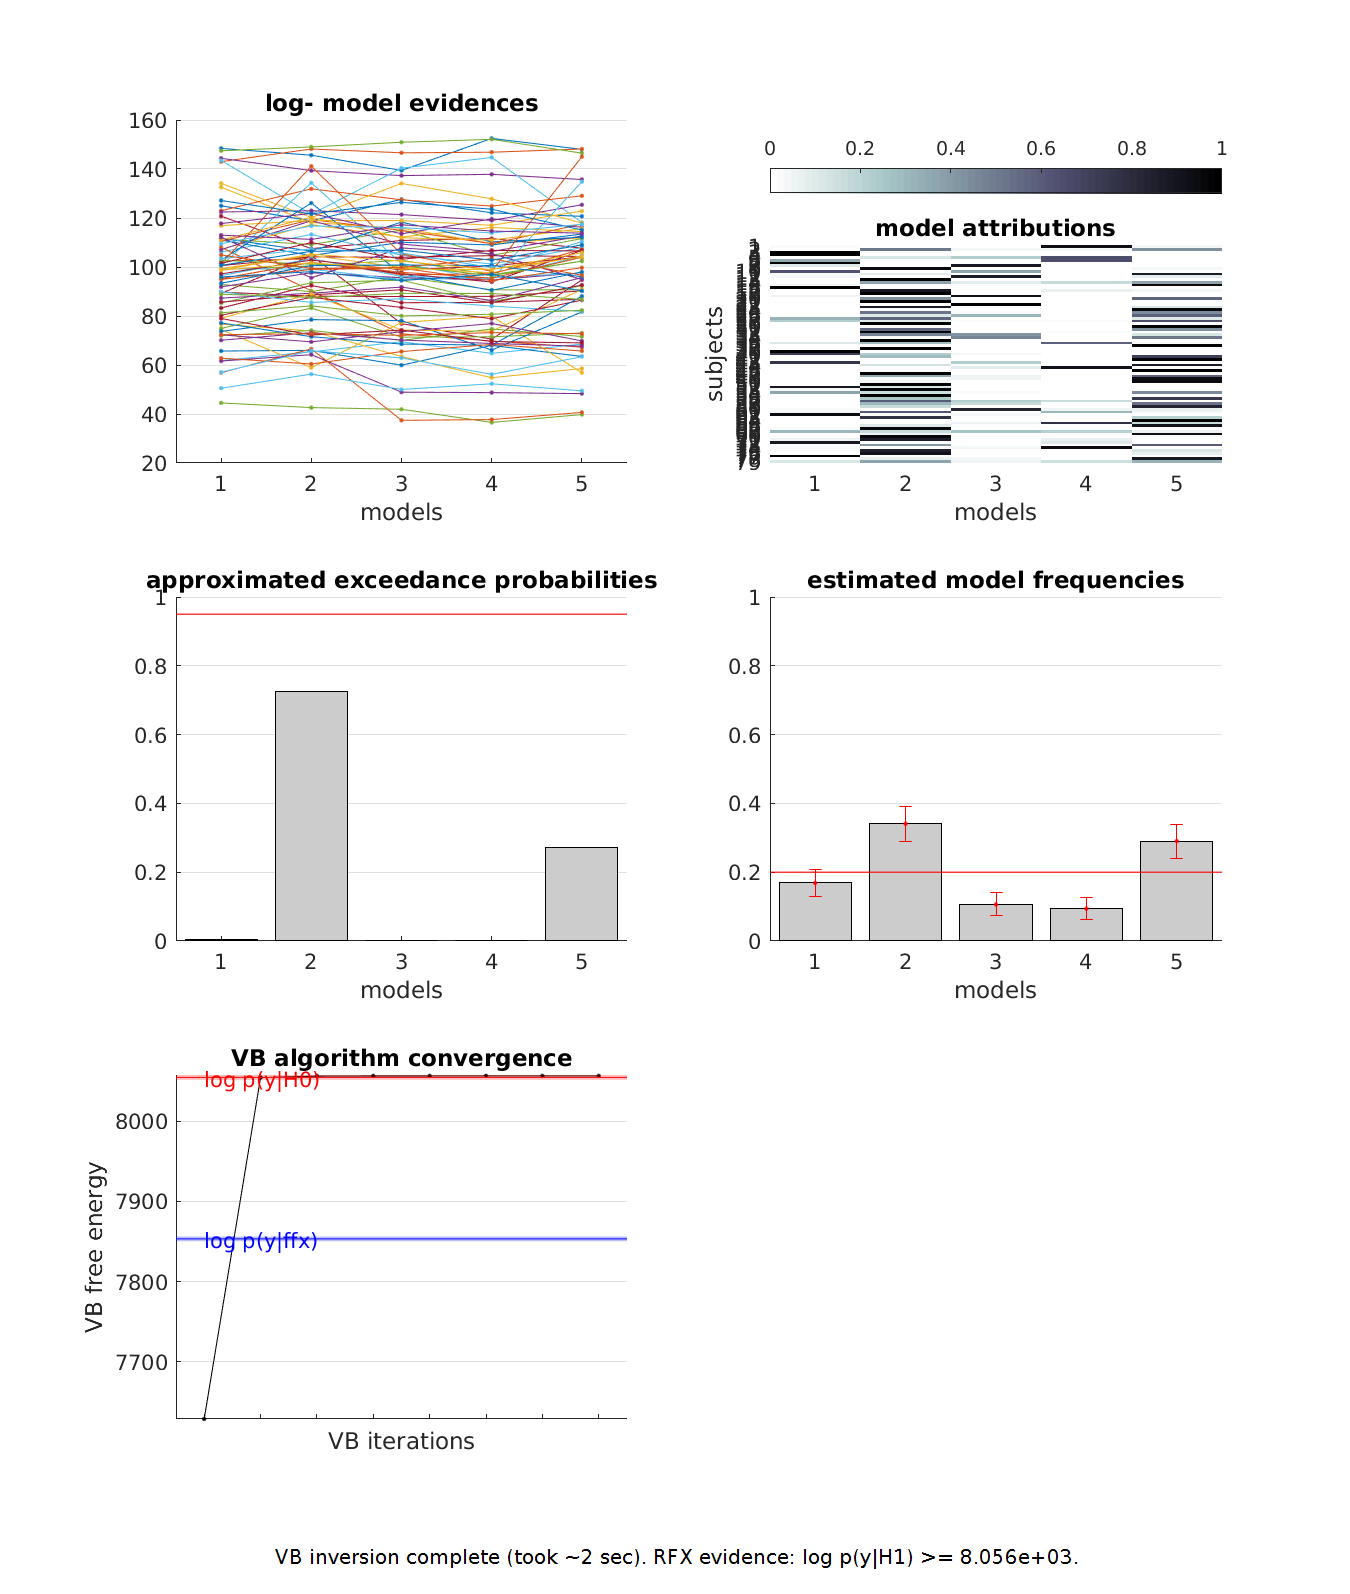 log- model evidences
160
140
120
100
80
60
40
20
1 2 3 4 5
models
0 0.2 0.4 0.6 0.8 1
model attributions
subjects
1 2 3 4 5
models
approximated exceedance probabilities
1
0.8
0.6
0.4
0.2
0
1 2 3 4 5
models
estimated model frequencies
1
0.8
0.6
0.4
0.2
0
1 2 3 4 5
models
VB algorithm convergence
log p(y|H0)
8000
7900
log p(y|ffx)
7800
7700
VB free energy
VB iterations
VB inversion complete (took ~2 sec). RFX evidence: log p(y|H1) >= 8.056e+03.